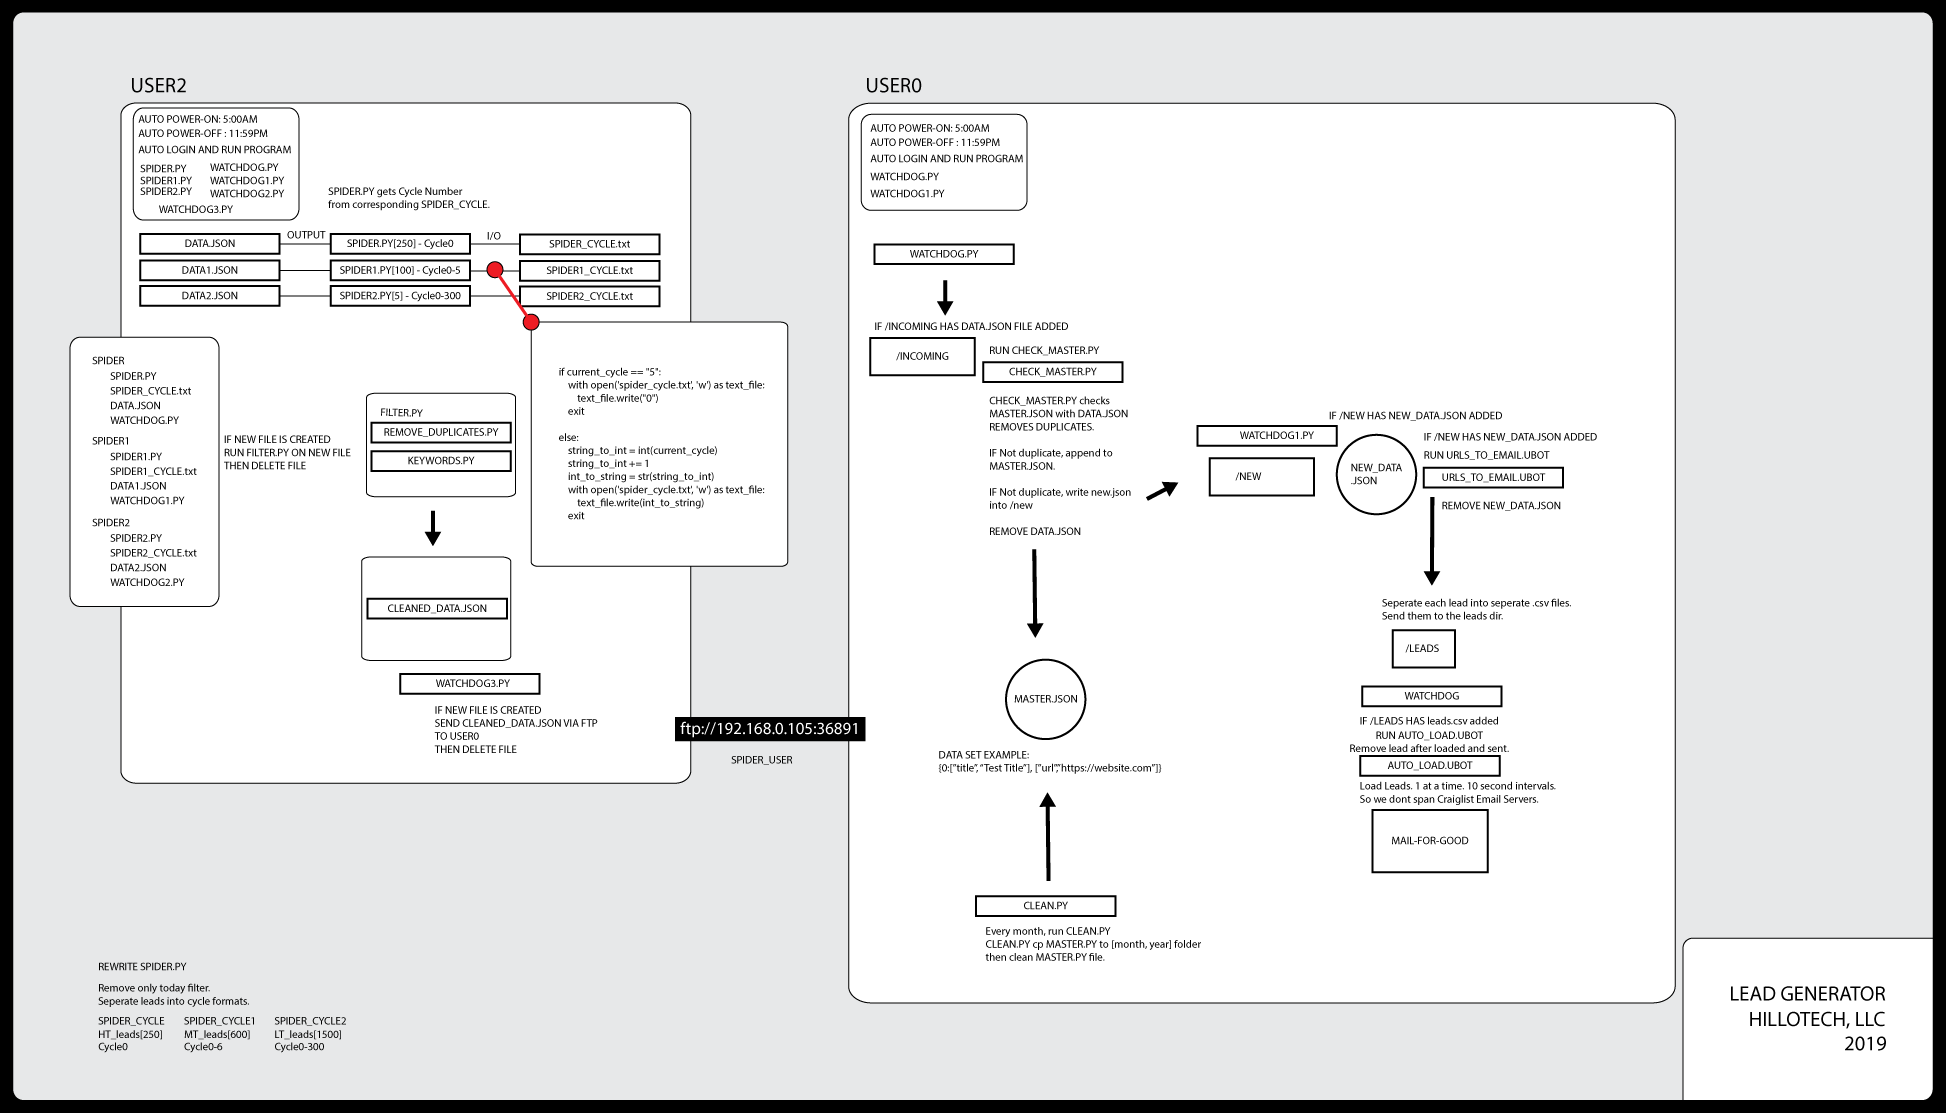 USER2
AUTO POWER-ON: 5:00AM
AUTO POWER-OFF : 11:59PM
AUTO LOGIN AND RUN PROGRAM
SPIDER.PY WATCHDOG.PY
SPIDER1.PY WATCHDOG1.PY
SPIDER2.PY WATCHDOG2.PY
WATCHDOG3.PY
SPIDER.PY gets Cycle Number
from corresponding SPIDER_CYCLE.
OUTPUT
I/O
DATA.JSON SPIDER.PY[250] - Cycle0 SPIDER_CYCLE.txt
DATA1.JSON SPIDER1.PY[100] - Cycle0-5 SPIDER1_CYCLE.txt
DATA2.JSON SPIDER2.PY[5] - Cycle0-300 SPIDER2_CYCLE.txt
SPIDER
SPIDER.PY
SPIDER_CYCLE.txt
DATA.JSON
WATCHDOG.PY
SPIDER1
SPIDER1.PY
SPIDER1_CYCLE.txt
DATA1.JSON
WATCHDOG1.PY
SPIDER2
SPIDER2.PY
SPIDER2_CYCLE.txt
DATA2.JSON
WATCHDOG2.PY
IF NEW FILE IS CREATED
RUN FILTER.PY ON NEW FILE
THEN DELETE FILE
FILTER.PY
REMOVE_DUPLICATES.PY
KEYWORDS.PY
if current_cycle == "5":
with open('spider_cycle.txt', 'w') as text_file:
text_file.write("0")
exit
else:
string_to_int = int(current_cycle)
string_to_int += 1
int_to_string = str(string_to_int)
with open('spider_cycle.txt', 'w') as text_file:
text_file.write(int_to_string)
exit
CLEANED_DATA.JSON
WATCHDOG3.PY
IF NEW FILE IS CREATED
SEND CLEANED_DATA.JSON VIA FTP
TO USER0
THEN DELETE FILE
ftp://192.168.0.105:36891
SPIDER_USER
USER0
AUTO POWER-ON: 5:00AM
AUTO POWER-OFF : 11:59PM
AUTO LOGIN AND RUN PROGRAM
WATCHDOG.PY
WATCHDOG1.PY
WATCHDOG.PY
IF /INCOMING HAS DATA.JSON FILE ADDED
/INCOMING
RUN CHECK_MASTER.PY
CHECK_MASTER.PY
CHECK_MASTER.PY checks
MASTER.JSON with DATA.JSON
REMOVES DUPLICATES.
IF Not duplicate, append to
MASTER.JSON.
IF Not duplicate, write new.json
into /new
REMOVE DATA.JSON
IF /NEW HAS NEW_DATA.JSON ADDED
WATCHDOG1.PY
/NEW
NEW_DATA
.JSON
IF /NEW HAS NEW_DATA.JSON ADDED
RUN URLS_TO_EMAIL.UBOT
URLS_TO_EMAIL.UBOT
REMOVE NEW_DATA.JSON
Seperate each lead into seperate .csv files.
Send them to the leads dir.
/LEADS
WATCHDOG
IF /LEADS HAS leads.csv added
RUN AUTO_LOAD.UBOT
Remove lead after loaded and sent.
AUTO_LOAD.UBOT
Load Leads. 1 at a time. 10 second intervals.
So we dont span Craiglist Email Servers.
MAIL-FOR-GOOD
MASTER.JSON
DATA SET EXAMPLE:
{0:["title", "Test Title"], ["url","https://website.com"]}
CLEAN.PY
Every month, run CLEAN.PY
CLEAN.PY cp MASTER.PY to [month, year] folder
then clean MASTER.PY file.
REWRITE SPIDER.PY
Remove only today filter.
Seperate leads into cycle formats.
SPIDER_CYCLE SPIDER_CYCLE1 SPIDER_CYCLE2
HT_leads[250] MT_leads[600] LT_leads[1500]
Cycle0 Cycle0-6 Cycle0-300
LEAD GENERATOR
HILLOTECH, LLC
2019